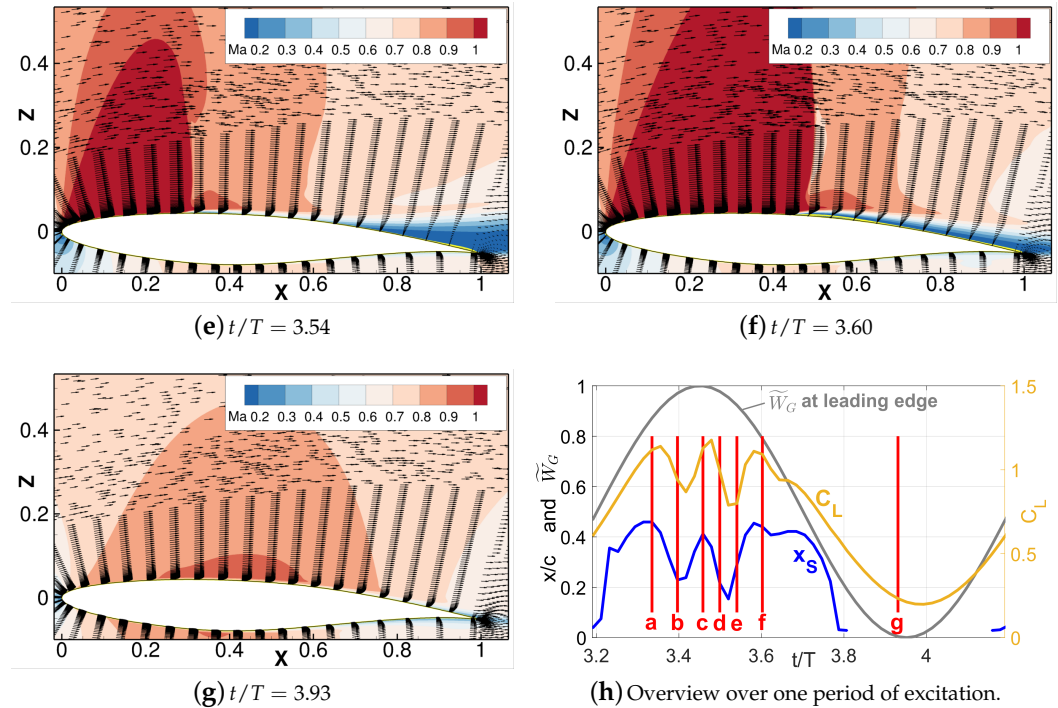 Ma 0.2 0.3 0.4 0.5 0.6 0.7 0.8 0.9 1
Z
0.4
0.2
0
0 0.2 0.4 0.6 0.8 1
X
(e) t/T = 3.54
Ma 0.2 0.3 0.4 0.5 0.6 0.7 0.8 0.9 1
Z
0.4
0.2
0
0 0.2 0.4 0.6 0.8 1
X
(f) t/T = 3.60
Ma 0.2 0.3 0.4 0.5 0.6 0.7 0.8 0.9 1
Z
0.4
0.2
0
0 0.2 0.4 0.6 0.8 1
X
(g) t/T = 3.93
x/c and W̃_G
1
0.8
0.6
0.4
0.2
0
W̃_G at leading edge
C_L
x_S
a b c d e f g
3.2 3.4 3.6 3.8 4
t/T
1.5
1
0.5
0
C_L
(h) Overview over one period of excitation.